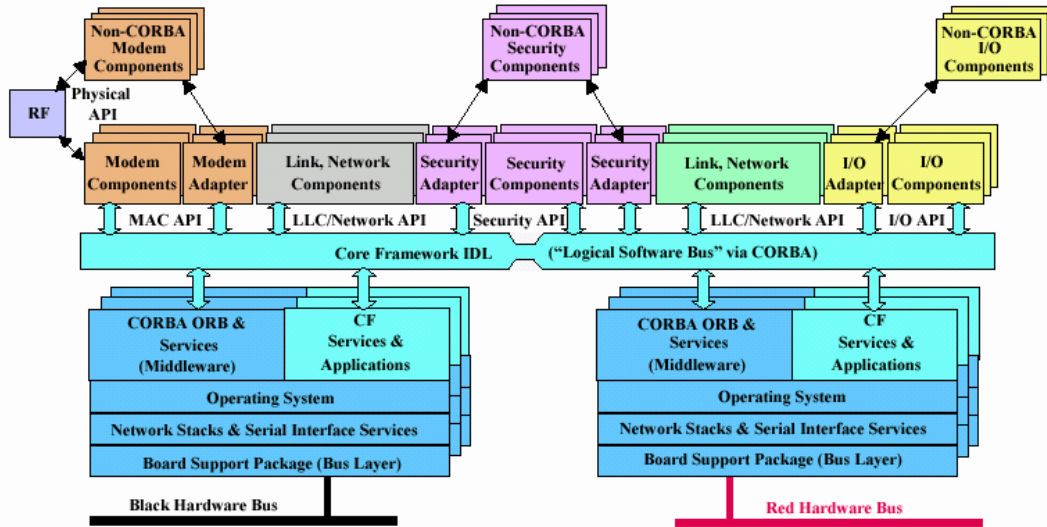 Non-CORBA
Modem
Components
Non-CORBA
Security
Components
Non-CORBA
I/O
Components
RF
Physical
API
Modem
Components
Modem
Adapter
Link, Network
Components
Security
Adapter
Security
Components
Security
Adapter
Link, Network
Components
I/O
Adapter
I/O
Components
MAC API
LLC/Network API
Security API
LLC/Network API
I/O API
Core Framework IDL
(“Logical Software Bus” via CORBA)
CORBA ORB &
Services
(Middleware)
CF
Services &
Applications
Operating System
Network Stacks & Serial Interface Services
Board Support Package (Bus Layer)
Black Hardware Bus
CORBA ORB &
Services
(Middleware)
CF
Services &
Applications
Operating System
Network Stacks & Serial Interface Services
Board Support Package (Bus Layer)
Red Hardware Bus